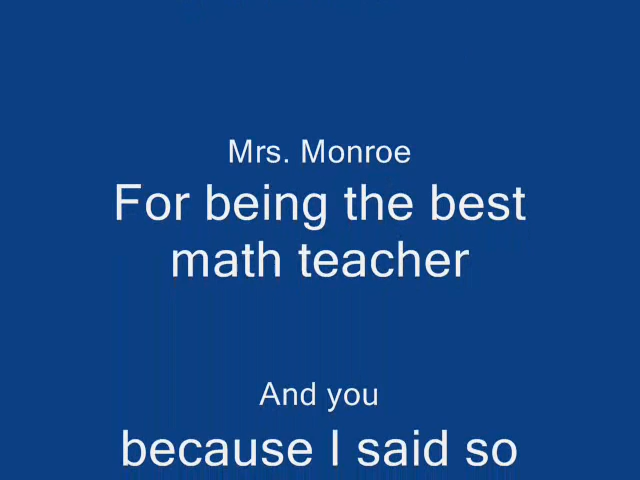 Mrs. Monroe
For being the best
math teacher
And you
because I said so